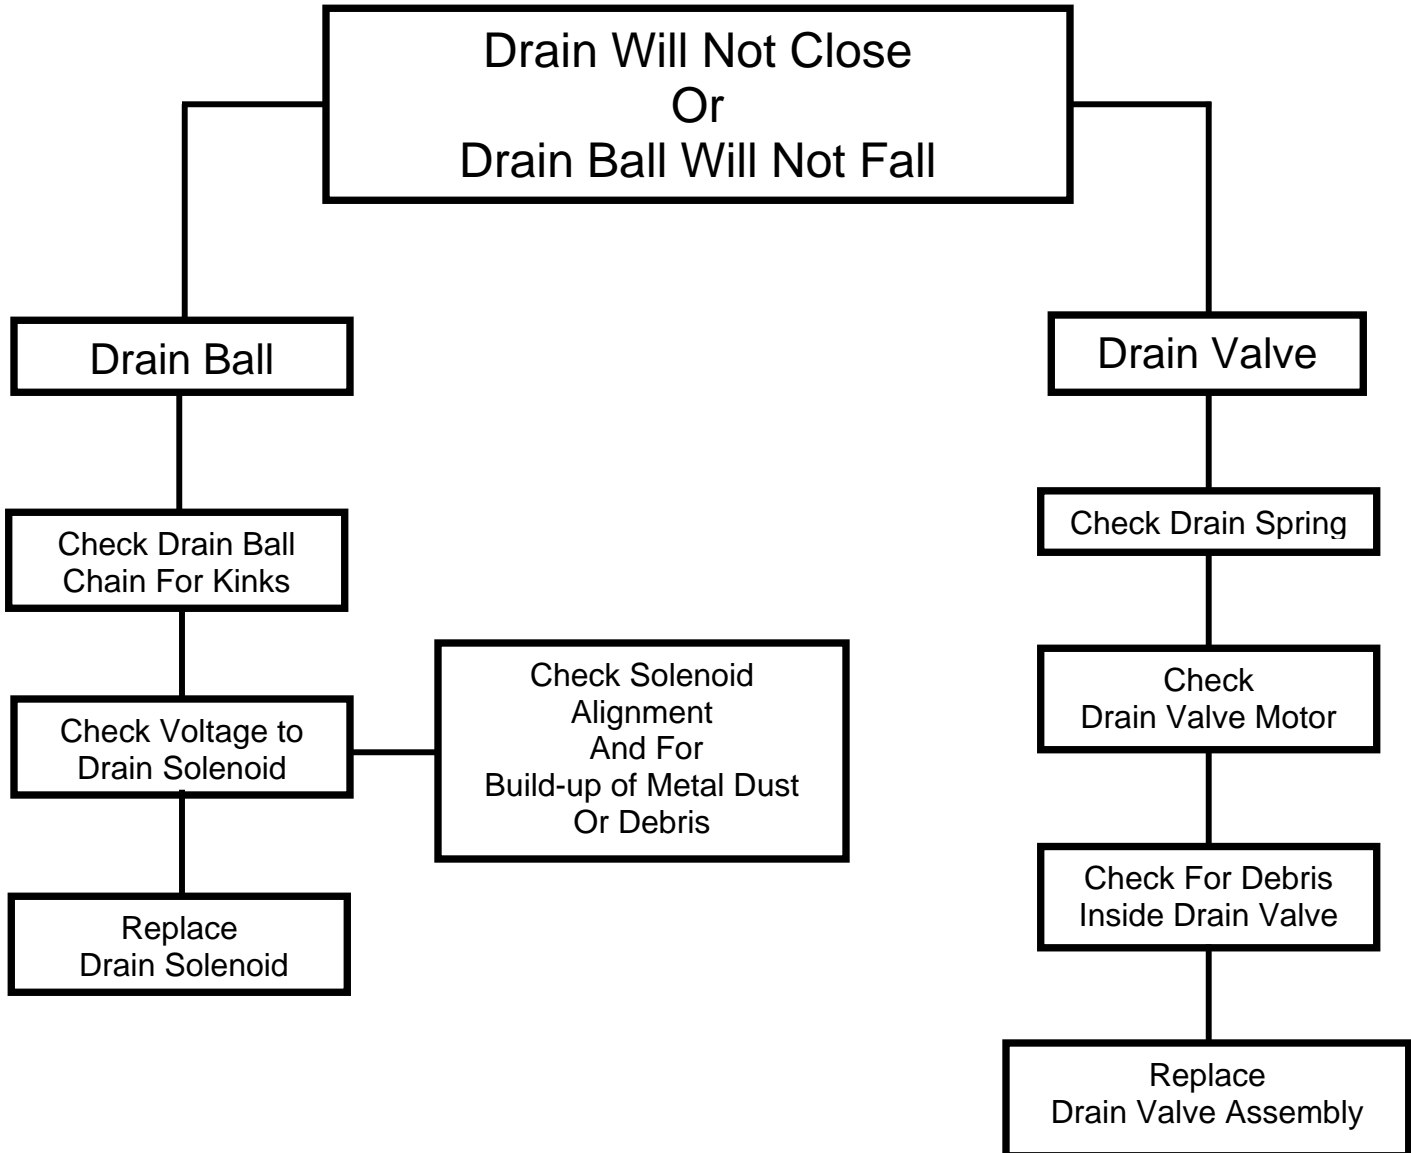 Drain Will Not Close
Or
Drain Ball Will Not Fall
Drain Ball
Drain Valve
Check Drain Ball
Chain For Kinks
Check Drain Spring
Check Voltage to
Drain Solenoid
Check Solenoid
Alignment
And For
Build-up of Metal Dust
Or Debris
Check
Drain Valve Motor
Replace
Drain Solenoid
Check For Debris
Inside Drain Valve
Replace
Drain Valve Assembly